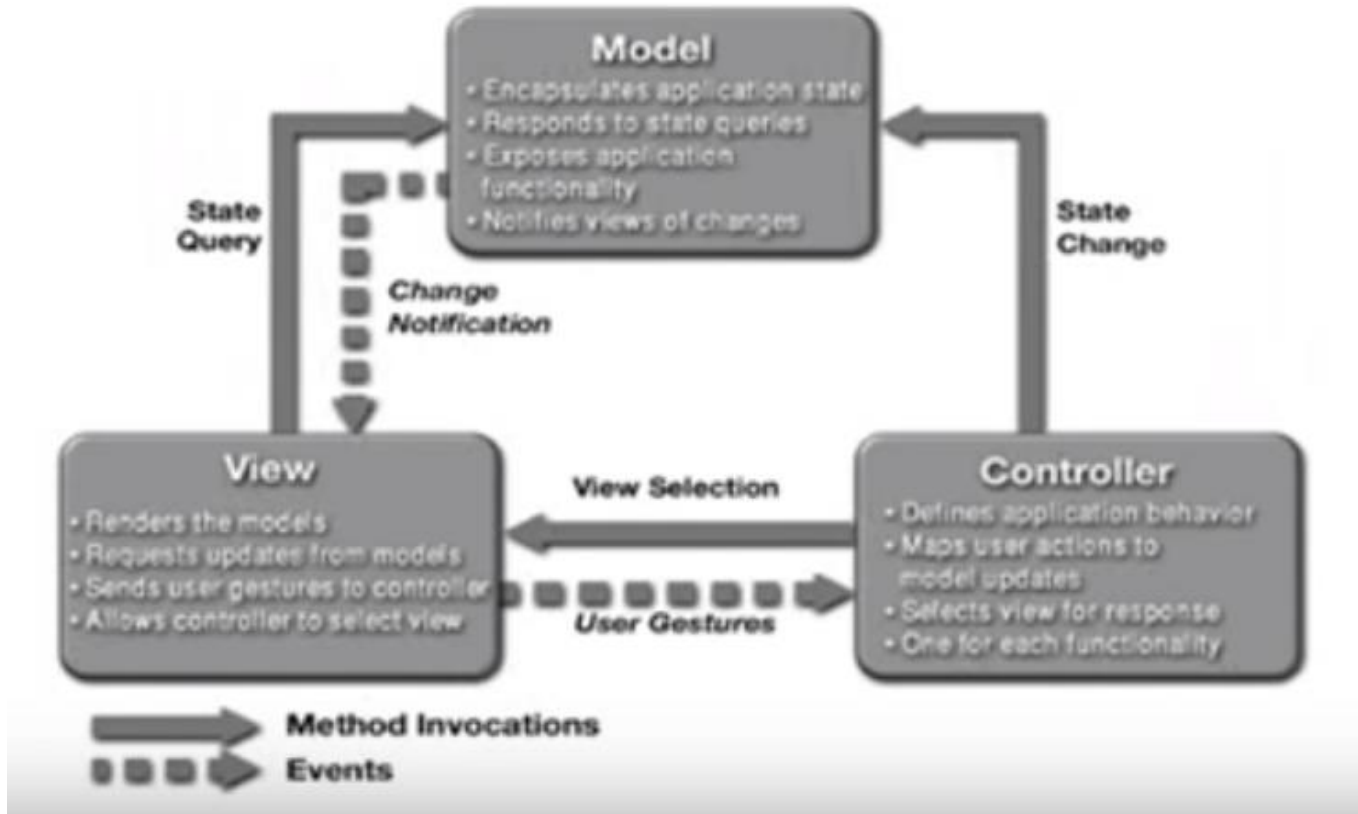 Model
• Encapsulates application state
• Responds to state queries
• Exposes application
functionality
• Notifies views of changes
State
Query
State
Change
Change
Notification
View
• Renders the models
• Requests updates from models
• Sends user gestures to controller
• Allows controller to select view
View Selection
User Gestures
Controller
• Defines application behavior
• Maps user actions to
model updates
• Selects view for response
• One for each functionality
Method Invocations
Events